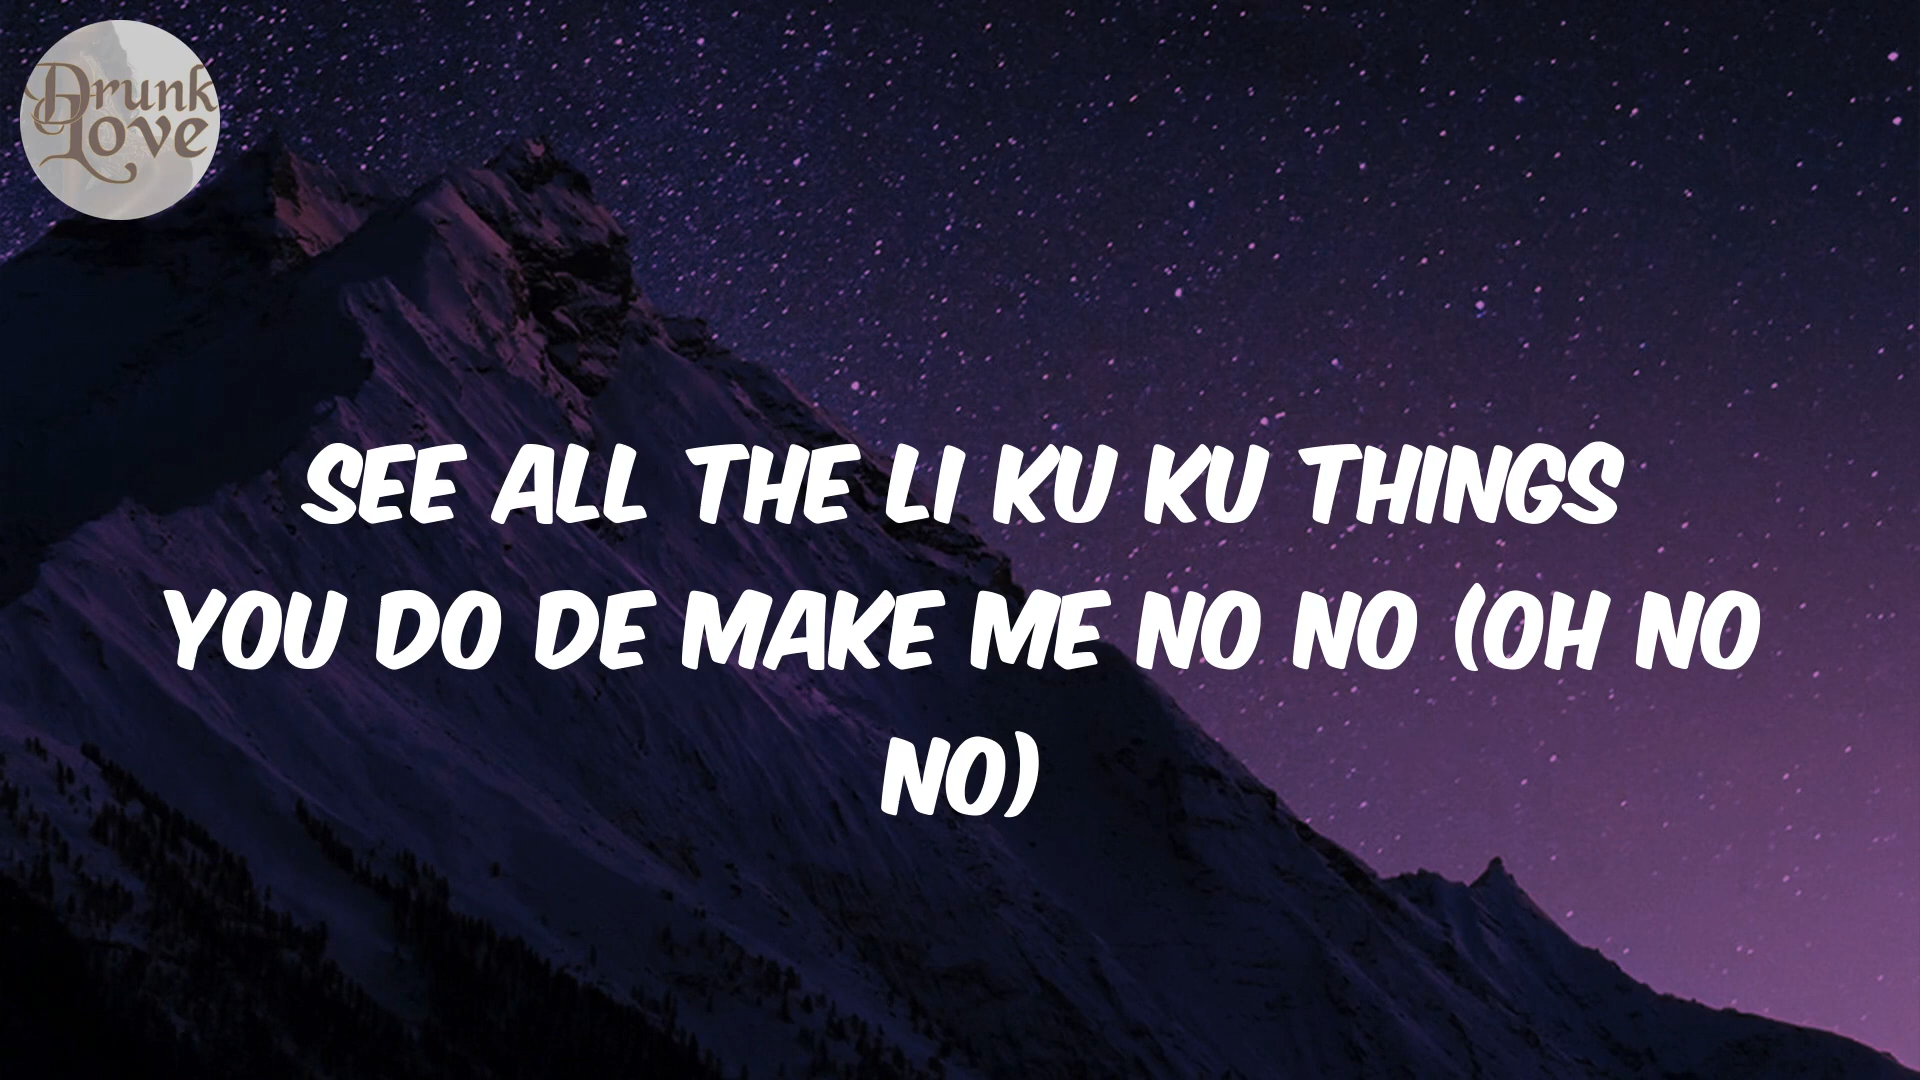 Drunk
Love
SEE ALL THE LI KU KU THINGS
YOU DO DE MAKE ME NO NO (OH NO
NO)